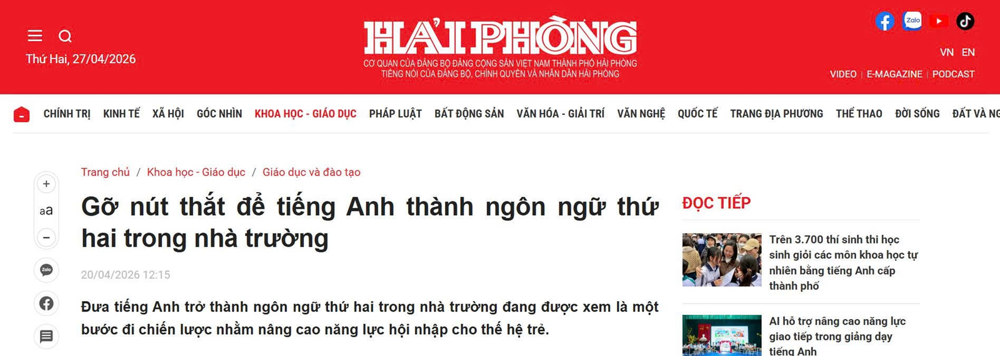 Thứ Hai, 27/04/2026
HẢI PHÒNG
CƠ QUAN CỦA ĐẢNG BỘ ĐẢNG CỘNG SẢN VIỆT NAM THÀNH PHỐ HẢI PHÒNG
TIẾNG NÓI CỦA ĐẢNG BỘ, CHÍNH QUYỀN VÀ NHÂN DÂN HẢI PHÒNG
Zalo
VN EN
VIDEO | E-MAGAZINE | PODCAST
CHÍNH TRỊ KINH TẾ XÃ HỘI GÓC NHÌN KHOA HỌC - GIÁO DỤC PHÁP LUẬT BẤT ĐỘNG SẢN VĂN HÓA - GIẢI TRÍ VĂN NGHỆ QUỐC TẾ TRANG ĐỊA PHƯƠNG THỂ THAO ĐỜI SỐNG ĐẤT VÀ NG
Trang chủ / Khoa học - Giáo dục / Giáo dục và đào tạo
Gỡ nút thắt để tiếng Anh thành ngôn ngữ thứ
hai trong nhà trường
20/04/2026 12:15
Đưa tiếng Anh trở thành ngôn ngữ thứ hai trong nhà trường đang được xem là một
bước đi chiến lược nhằm nâng cao năng lực hội nhập cho thế hệ trẻ.
+
aA
−
Zalo
ĐỌC TIẾP
Trên 3.700 thí sinh thi học
sinh giỏi các môn khoa học tự
nhiên bằng tiếng Anh cấp
thành phố
AI hỗ trợ nâng cao năng lực
giao tiếp trong giảng dạy
tiếng Anh